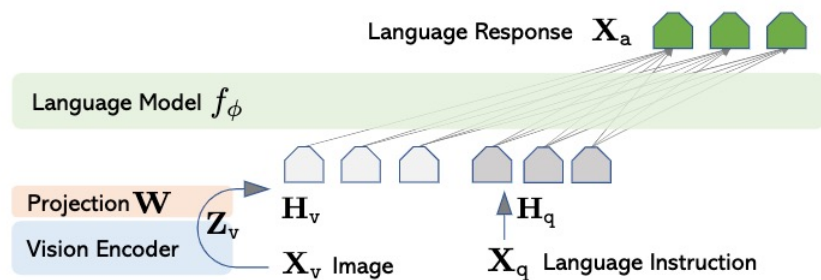 Language Response X_a
Language Model f_ϕ
Projection W
Z_v
H_v
H_q
Vision Encoder
X_v Image
X_q Language Instruction